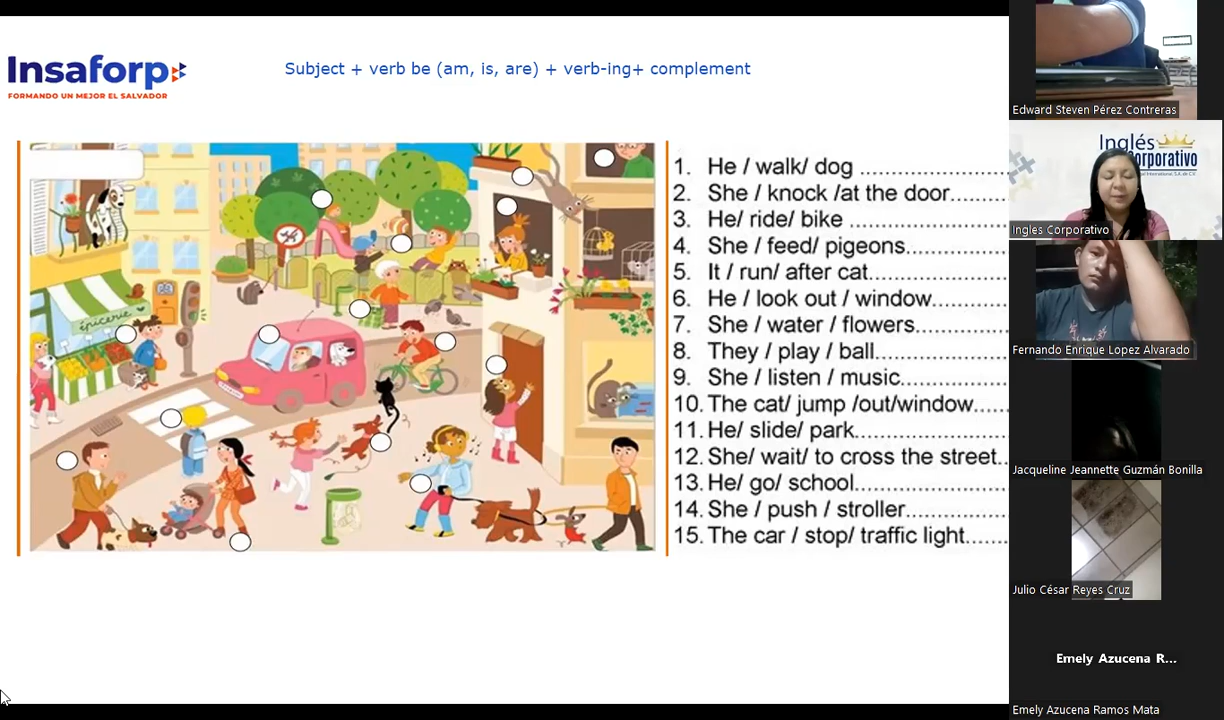 Insaforp
FORMANDO UN MEJOR EL SALVADOR
Subject + verb be (am, is, are) + verb-ing+ complement
épicerie
1. He / walk/ dog ..................
2. She / knock /at the door..........
3. He/ ride/ bike ....................
4. She / feed/ pigeons...............
5. It / run/ after cat....................
6. He / look out / window............
7. She / water / flowers..............
8. They / play / ball...................
9. She / listen / music................
10. The cat/ jump /out/window.....
11. He/ slide/ park.......................
12. She/ wait/ to cross the street..
13. He/ go/ school.......................
14. She / push / stroller...............
15. The car / stop/ traffic light.......
Edward Steven Pérez Contreras
Inglés
Corporativo
Ingles Corporativo
Fernando Enrique Lopez Alvarado
Jacqueline Jeannette Guzmán Bonilla
Julio César Reyes Cruz
Emely Azucena R...
Emely Azucena Ramos Mata